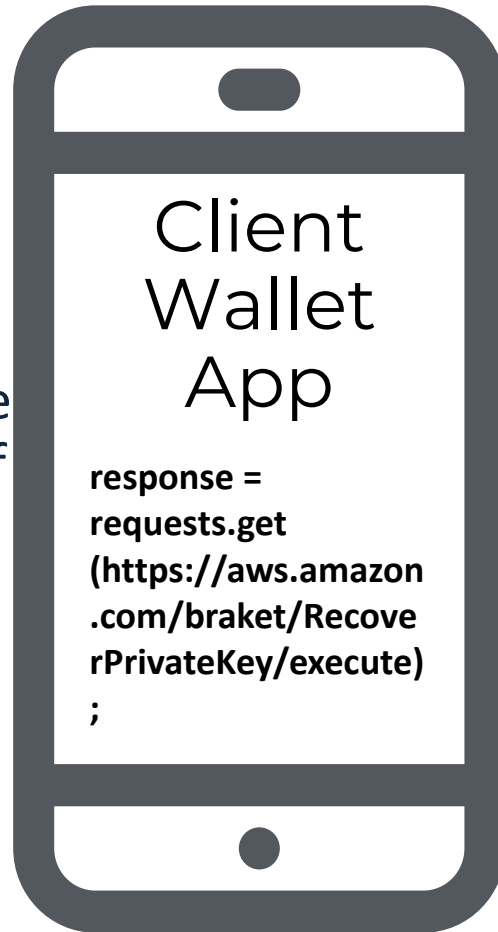 Client
Wallet
App
e
f
response =
requests.get
(https://aws.amazon
.com/braket/Recove
rPrivateKey/execute)
;